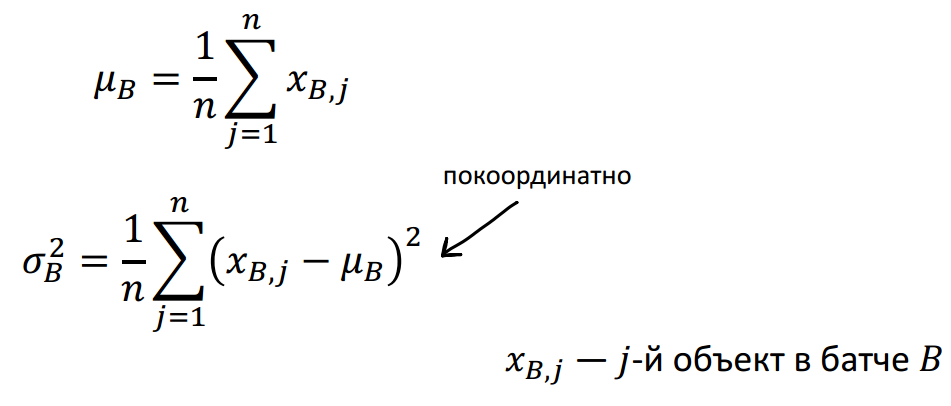 μ_B = 1/n ∑_{j=1}^{n} x_{B,j}
покоординатно
σ_B^2 = 1/n ∑_{j=1}^{n} (x_{B,j} − μ_B)^2
x_{B,j} — j-й объект в батче B